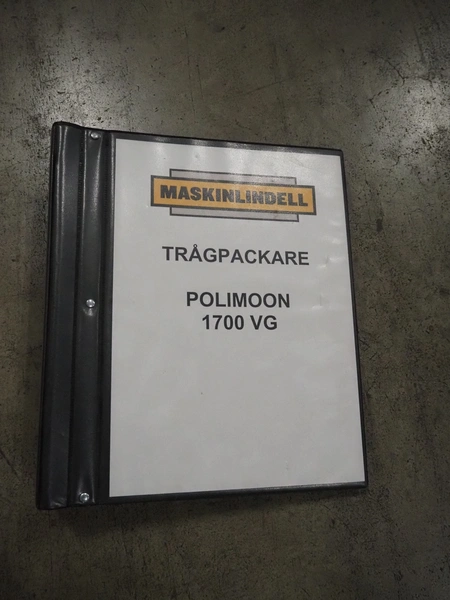 MASKINLINDELL
TRÅGPACKARE
POLIMOON
1700 VG